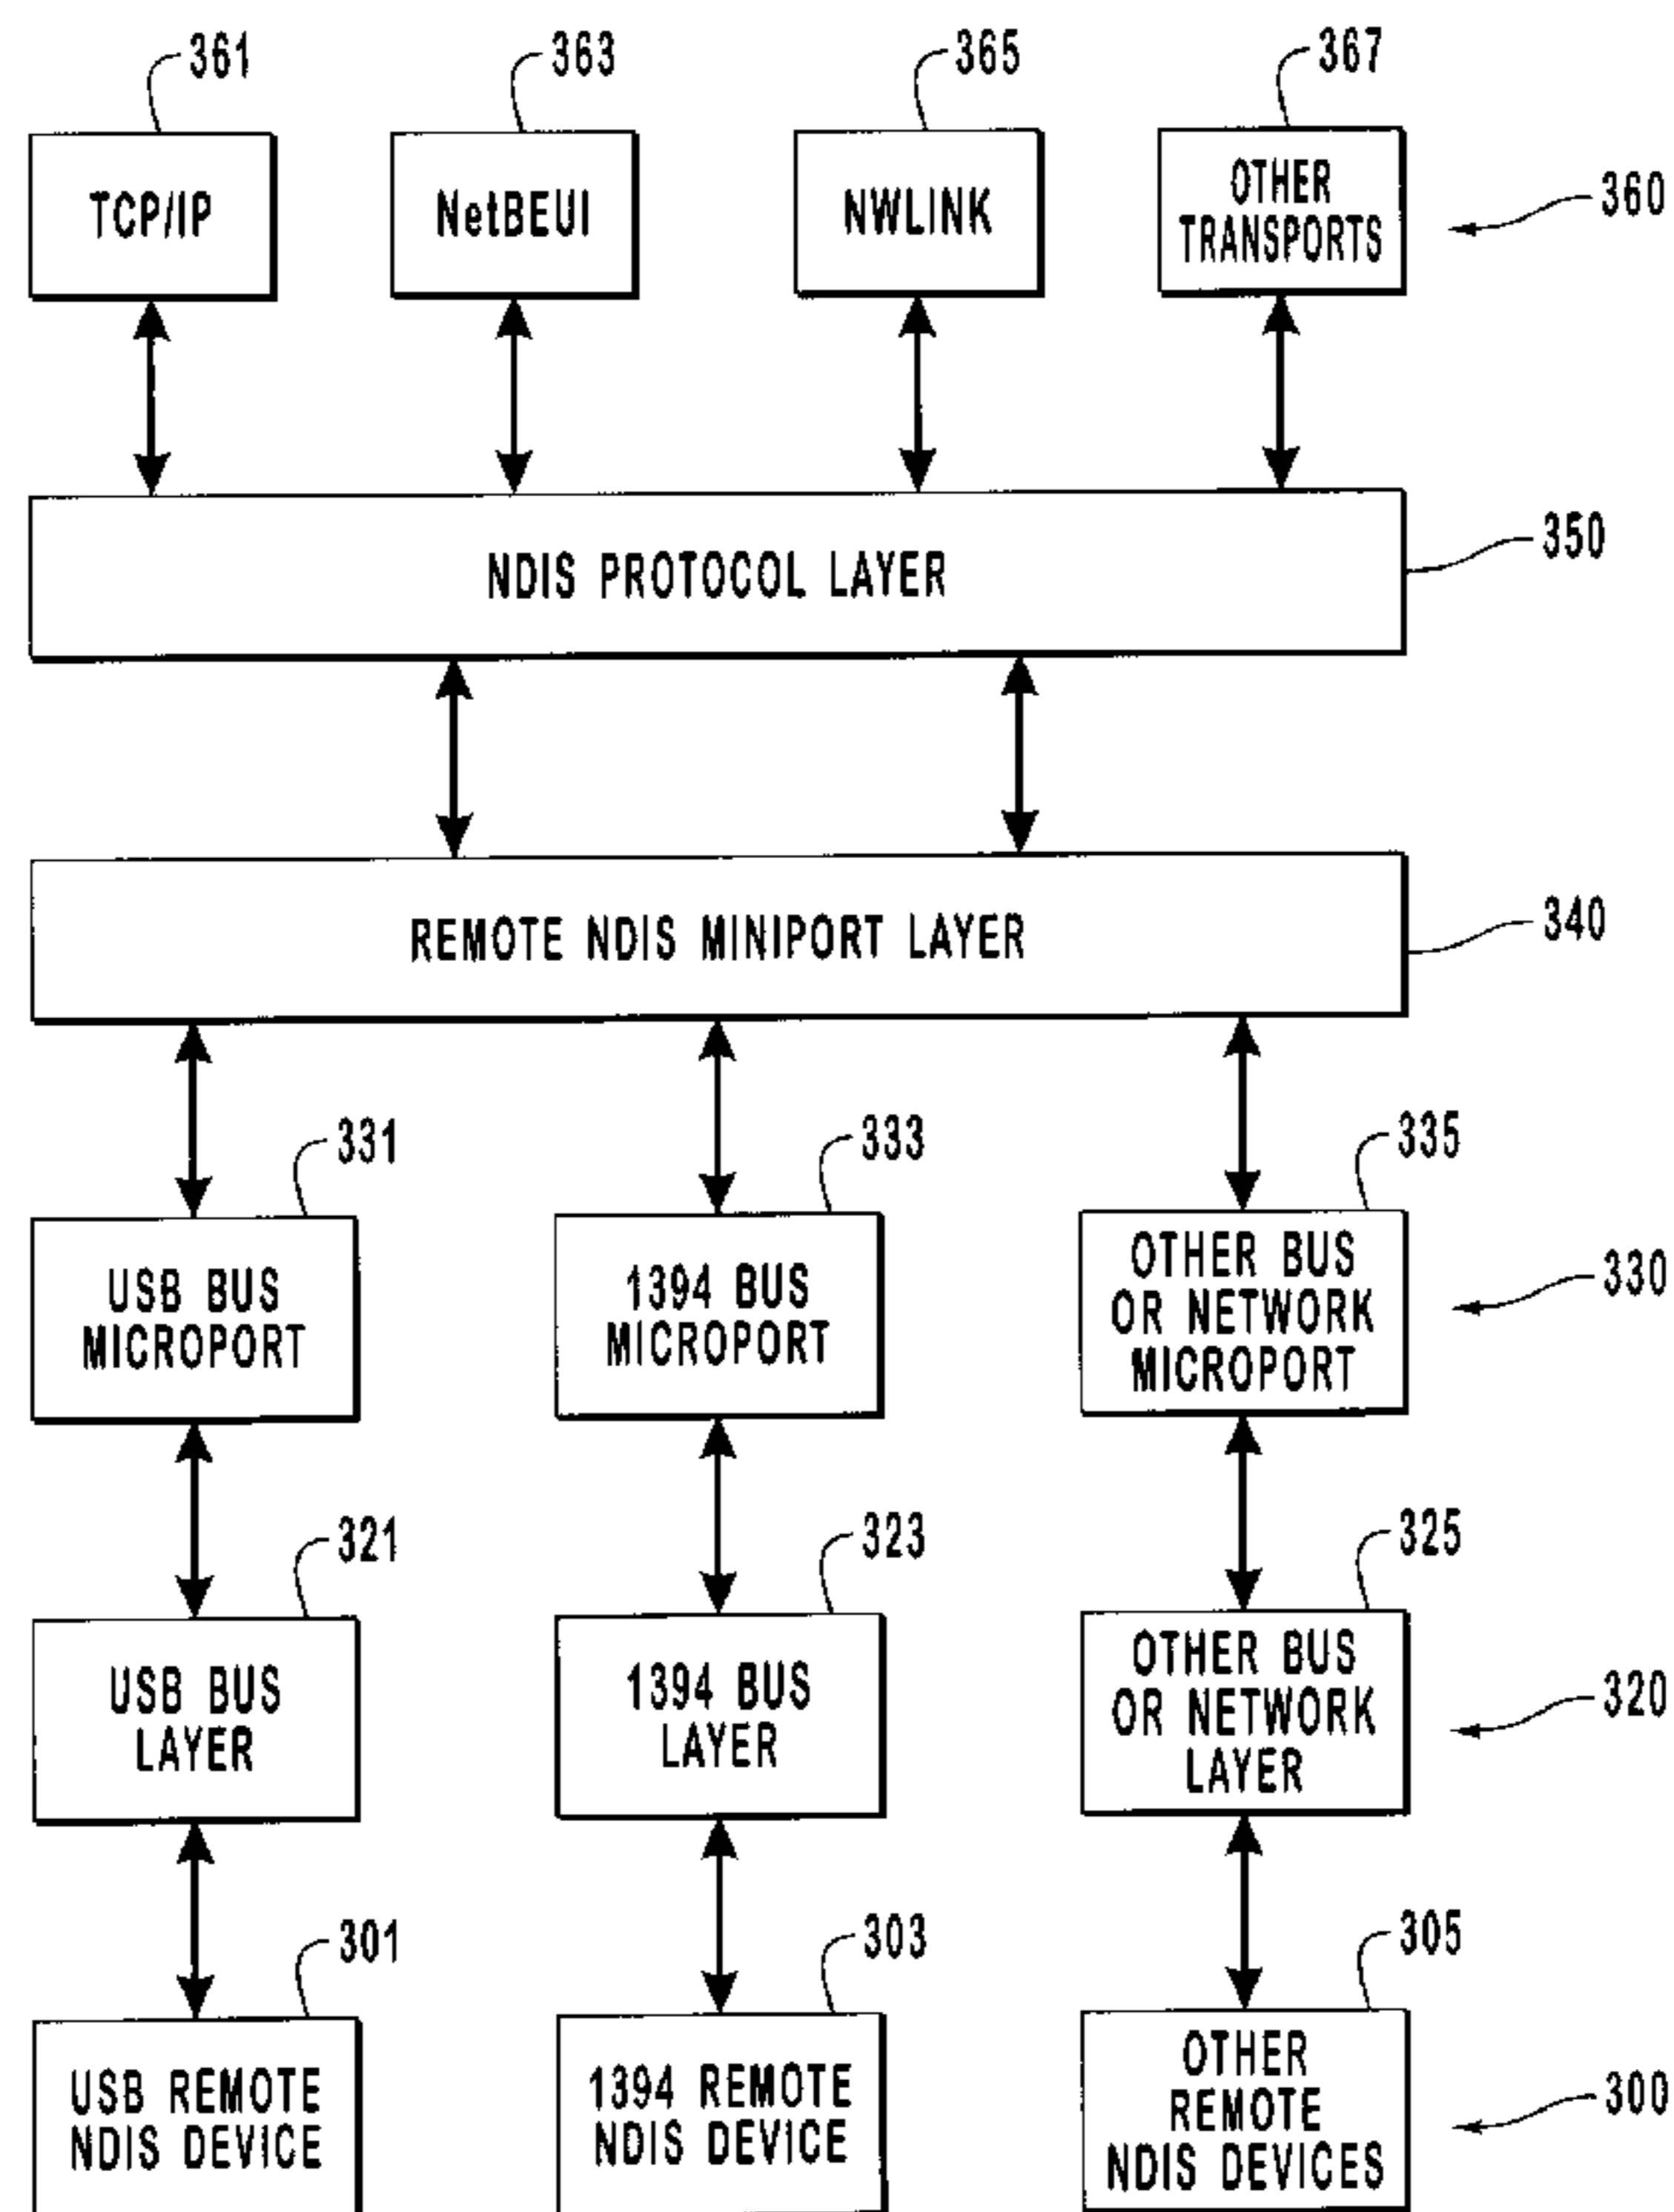 361
363
365
367
TCP/IP
NetBEUI
NWLINK
OTHER
TRANSPORTS
360
NDIS PROTOCOL LAYER
350
REMOTE NDIS MINIPORT LAYER
340
331
333
335
USB BUS
MICROPORT
1394 BUS
MICROPORT
OTHER BUS
OR NETWORK
MICROPORT
330
321
323
325
USB BUS
LAYER
1394 BUS
LAYER
OTHER BUS
OR NETWORK
LAYER
320
301
303
305
USB REMOTE
NDIS DEVICE
1394 REMOTE
NDIS DEVICE
OTHER
REMOTE
NDIS DEVICES
300